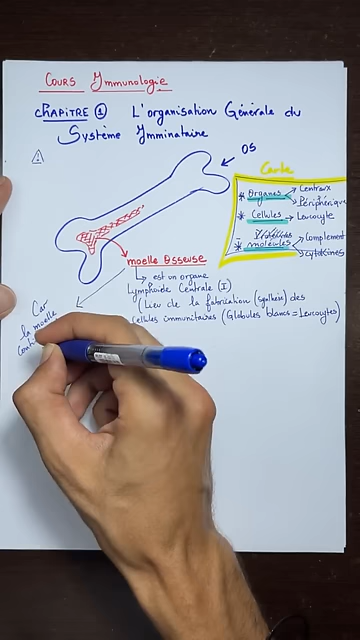 Cours Immunologie
CHAPITRE 1 L'organisation Générale du
Système Imminataire
OS
Carte
* Organes
Centraux
Périphérique
* Cellules → Leucocyte
* molécules
Complement
cytokines
moelle Osseuse
↳ est un organe
Lymphoïde Centrale (I)
(Lieu de la fabrication (synthèse) des
Cellules immunitaires (Globules blancs = Leucocytes)
Car
la moelle